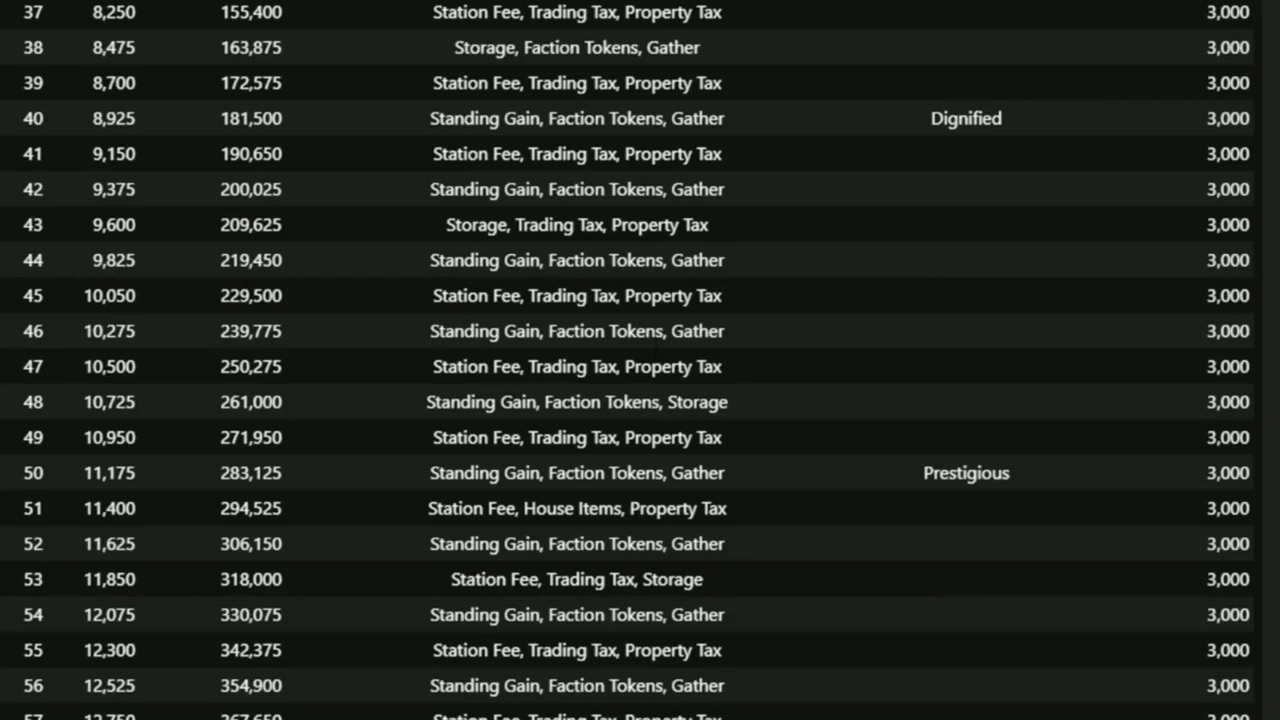 37 8,250 155,400 Station Fee, Trading Tax, Property Tax 3,000
38 8,475 163,875 Storage, Faction Tokens, Gather 3,000
39 8,700 172,575 Station Fee, Trading Tax, Property Tax 3,000
40 8,925 181,500 Standing Gain, Faction Tokens, Gather Dignified 3,000
41 9,150 190,650 Station Fee, Trading Tax, Property Tax 3,000
42 9,375 200,025 Standing Gain, Faction Tokens, Gather 3,000
43 9,600 209,625 Storage, Trading Tax, Property Tax 3,000
44 9,825 219,450 Standing Gain, Faction Tokens, Gather 3,000
45 10,050 229,500 Station Fee, Trading Tax, Property Tax 3,000
46 10,275 239,775 Standing Gain, Faction Tokens, Gather 3,000
47 10,500 250,275 Station Fee, Trading Tax, Property Tax 3,000
48 10,725 261,000 Standing Gain, Faction Tokens, Storage 3,000
49 10,950 271,950 Station Fee, Trading Tax, Property Tax 3,000
50 11,175 283,125 Standing Gain, Faction Tokens, Gather Prestigious 3,000
51 11,400 294,525 Station Fee, House Items, Property Tax 3,000
52 11,625 306,150 Standing Gain, Faction Tokens, Gather 3,000
53 11,850 318,000 Station Fee, Trading Tax, Storage 3,000
54 12,075 330,075 Standing Gain, Faction Tokens, Gather 3,000
55 12,300 342,375 Station Fee, Trading Tax, Property Tax 3,000
56 12,525 354,900 Standing Gain, Faction Tokens, Gather 3,000
57 12,750 367,650 Station Fee, Trading Tax, Property Tax 3,000